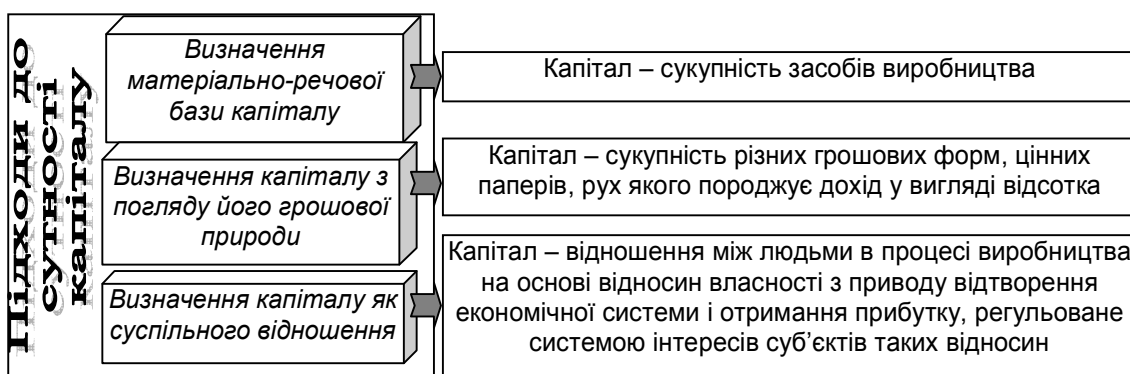 Підходи до
сутності
капіталу
Визначення
матеріально-речової
бази капіталу
Капітал – сукупність засобів виробництва
Визначення капіталу з
погляду його грошової
природи
Капітал – сукупність різних грошових форм, цінних
паперів, рух якого породжує дохід у вигляді відсотка
Визначення капіталу як
суспільного відношення
Капітал – відношення між людьми в процесі виробництва
на основі відносин власності з приводу відтворення
економічної системи і отримання прибутку, регульоване
системою інтересів суб’єктів таких відносин